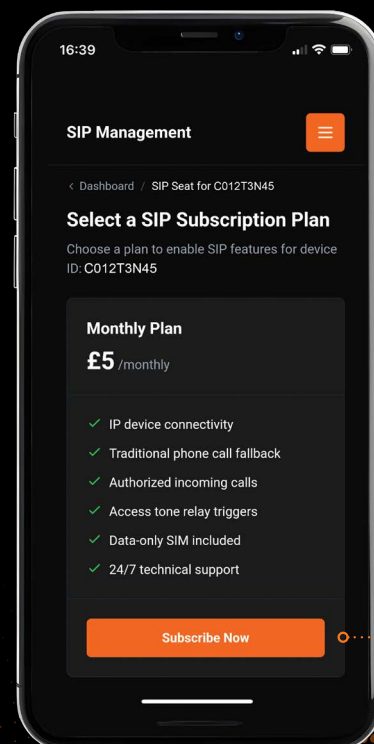 16:39
SIP Management
< Dashboard / SIP Seat for C012T3N45
Select a SIP Subscription Plan
Choose a plan to enable SIP features for device
ID: C012T3N45
Monthly Plan
£5 /monthly
IP device connectivity
Traditional phone call fallback
Authorized incoming calls
Access tone relay triggers
Data-only SIM included
24/7 technical support
Subscribe Now